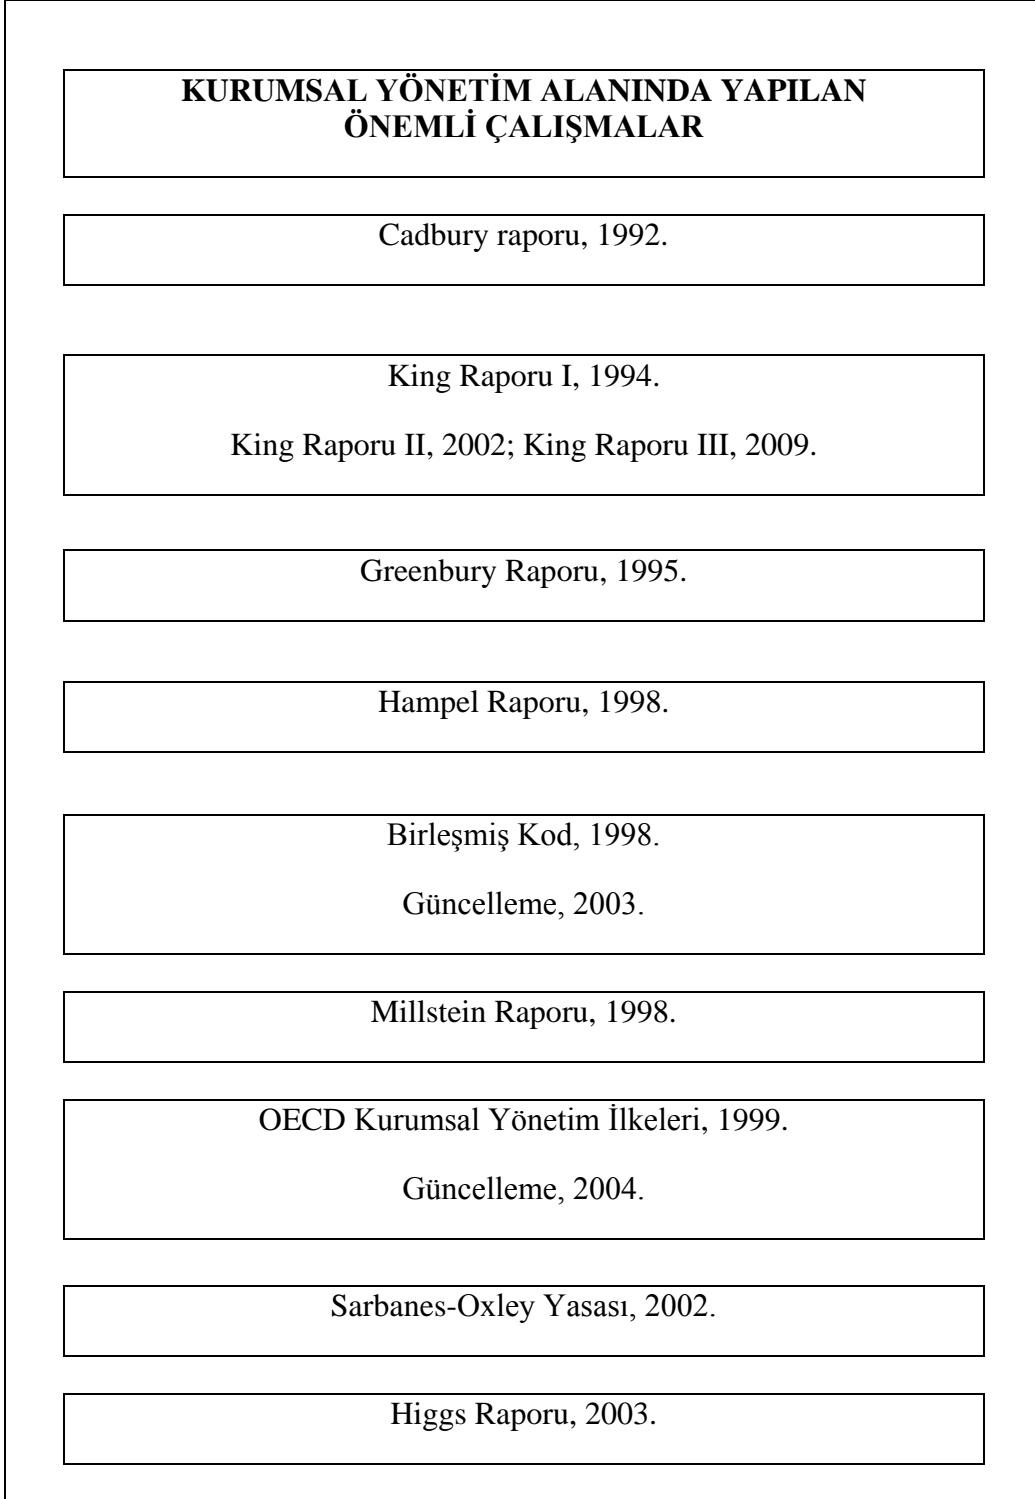 KURUMSAL YÖNETİM ALANINDA YAPILAN
ÖNEMLİ ÇALIŞMALAR
Cadbury raporu, 1992.
King Raporu I, 1994.
King Raporu II, 2002; King Raporu III, 2009.
Greenbury Raporu, 1995.
Hampel Raporu, 1998.
Birleşmiş Kod, 1998.
Güncelleme, 2003.
Millstein Raporu, 1998.
OECD Kurumsal Yönetim İlkeleri, 1999.
Güncelleme, 2004.
Sarbanes-Oxley Yasası, 2002.
Higgs Raporu, 2003.